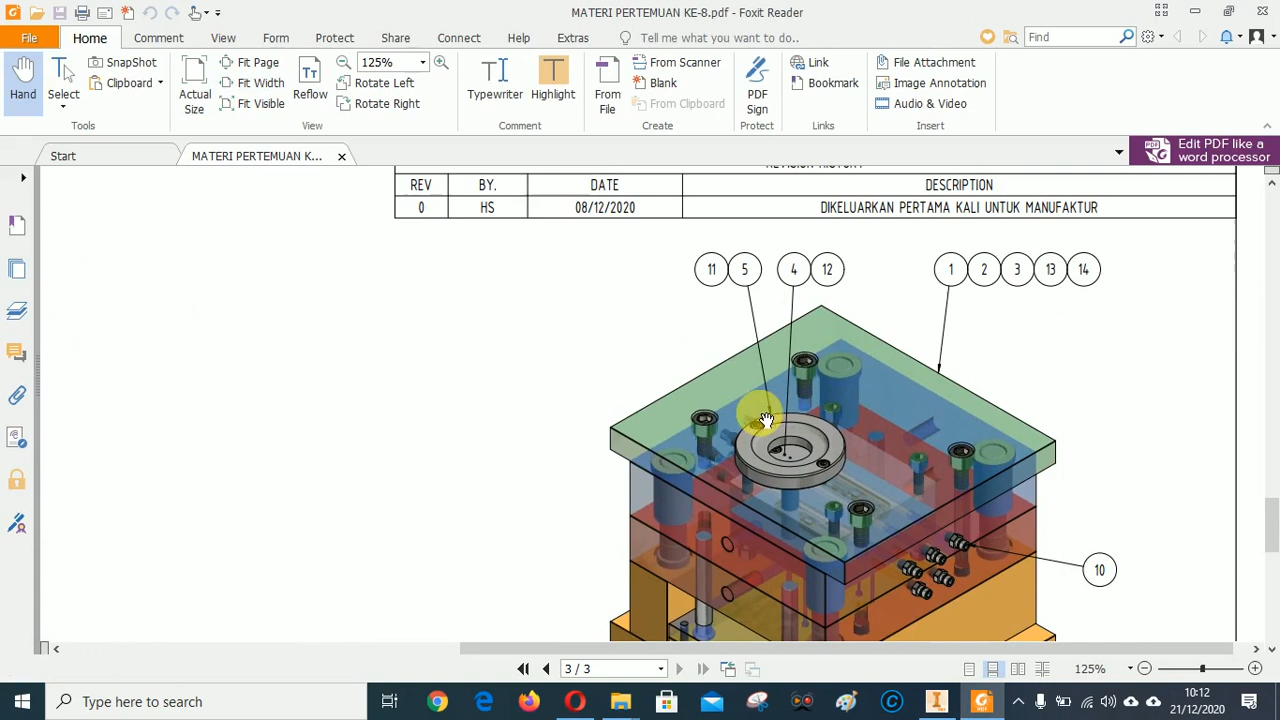 MATERI PERTEMUAN KE-8.pdf - Foxit Reader
File Home Comment View Form Protect Share Connect Help Extras Tell me what you want to do... Find
Hand
Select
SnapShot
Clipboard
Tools
Actual Size
Fit Page
Fit Width
Fit Visible
Reflow
125%
Rotate Left
Rotate Right
View
Typewriter
Highlight
Comment
From File
From Scanner
Blank
From Clipboard
Create
PDF Sign
Protect
Link
Bookmark
Links
File Attachment
Image Annotation
Audio & Video
Insert
Start MATERI PERTEMUAN K... Edit PDF like a
word processor
REVISION HISTORY
REV BY. DATE DESCRIPTION
0 HS 08/12/2020 DIKELUARKAN PERTAMA KALI UNTUK MANUFAKTUR
11 5 4 12 1 2 3 13 14
10
3 / 3 125%
Type here to search
PDF
10:12
21/12/2020